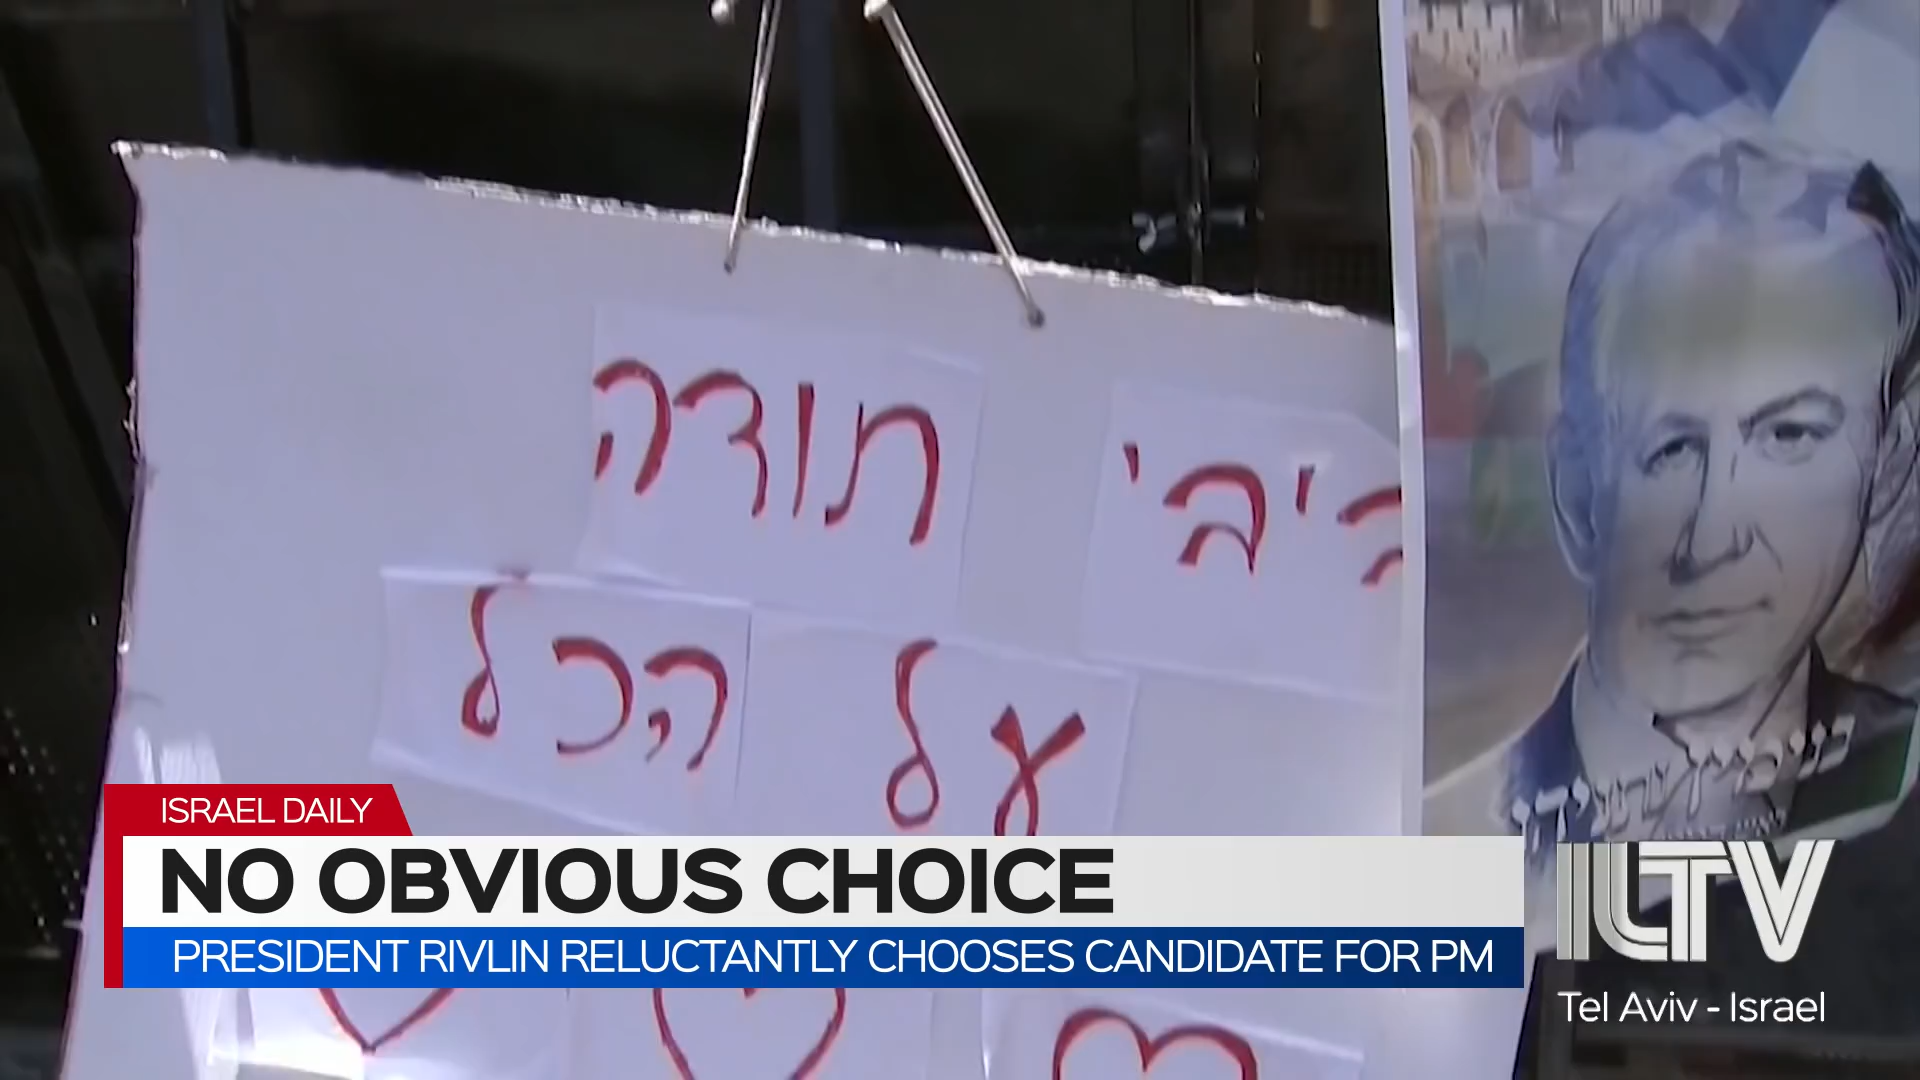 ביבי תודה
על הכל
ISRAEL DAILY
NO OBVIOUS CHOICE
PRESIDENT RIVLIN RELUCTANTLY CHOOSES CANDIDATE FOR PM
ILTV
Tel Aviv - Israel